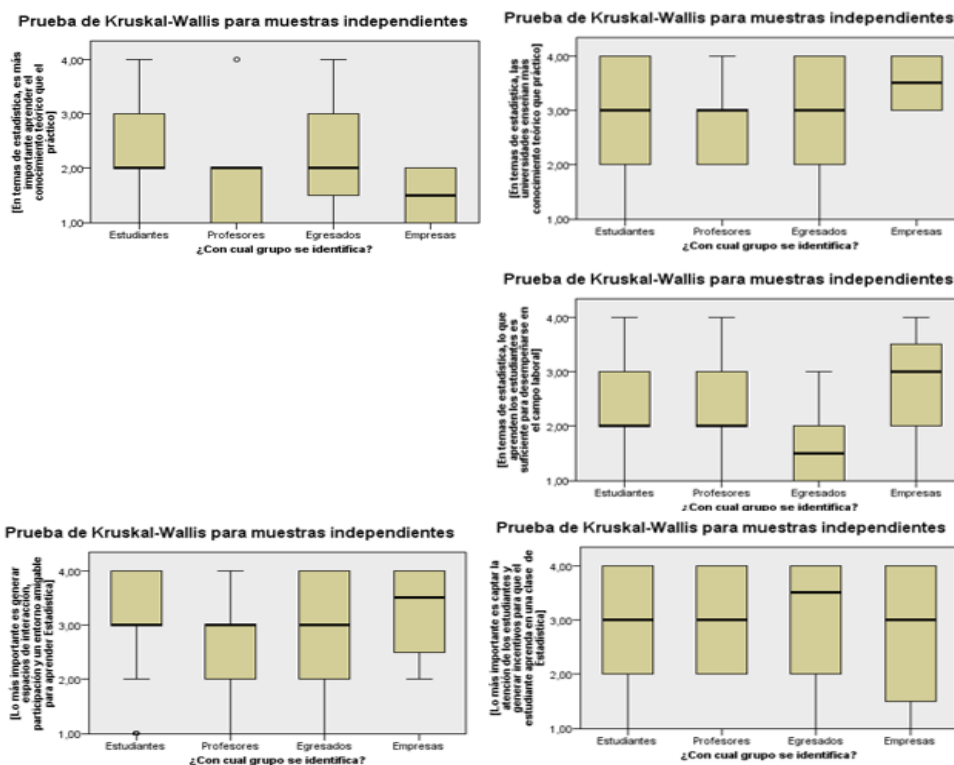 Prueba de Kruskal-Wallis para muestras independientes
[En temas de estadística, es más
importante aprender el
conocimiento teórico que el
práctico]
4,00
3,00
2,00
1,00
Estudiantes Profesores Egresados Empresas
¿Con cual grupo se identifica?
Prueba de Kruskal-Wallis para muestras independientes
[En temas de estadística, las
universidades enseñan más
conocimiento teórico que práctico]
4,00
3,00
2,00
1,00
Estudiantes Profesores Egresados Empresas
¿Con cual grupo se identifica?
Prueba de Kruskal-Wallis para muestras independientes
[En temas de estadística, lo que
aprenden los estudiantes es
suficiente para desempeñarse en
el campo laboral]
4,00
3,00
2,00
1,00
Estudiantes Profesores Egresados Empresas
¿Con cual grupo se identifica?
Prueba de Kruskal-Wallis para muestras independientes
[Lo más importante es generar
espacios de interacción,
participación y un entorno amigable
para aprender Estadística]
4,00
3,00
2,00
1,00
Estudiantes Profesores Egresados Empresas
¿Con cual grupo se identifica?
Prueba de Kruskal-Wallis para muestras independientes
[Lo más importante es captar la
atención de los estudiantes y
generar incentivos para que el
estudiante aprenda en una clase de
Estadística]
4,00
3,00
2,00
1,00
Estudiantes Profesores Egresados Empresas
¿Con cual grupo se identifica?